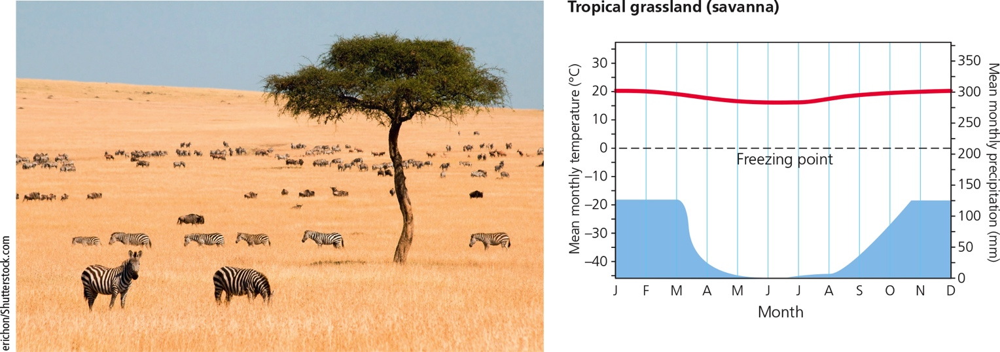 erichon/Shutterstock.com
Tropical grassland (savanna)
Mean monthly temperature (°C)
30
20
10
0
–10
–20
–30
–40
Freezing point
350
300
250
200
150
100
50
0
Mean monthly precipitation (mm)
J F M A M J J A S O N D
Month